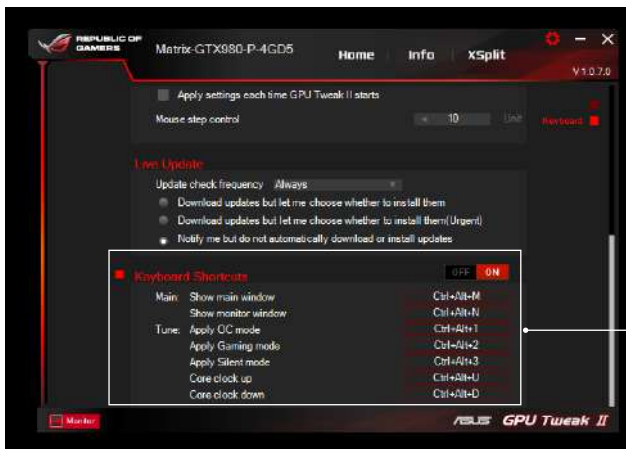 REPUBLIC OF
GAMERS
Matrix-GTX980-P-4GD5
Home Info XSplit
V1.0.7.0
Apply settings each time GPU Tweak II starts
Mouse step control 10 Unit
Keyboard
Live Update
Update check frequency Always
Download updates but let me choose whether to install them
Download updates but let me choose whether to install them(Urgent)
Notify me but do not automatically download or install updates
Keyboard Shortcuts OFF ON
Main: Show main window Ctrl+Alt+M
Show monitor window Ctrl+Alt+N
Tune: Apply OC mode Ctrl+Alt+1
Apply Gaming mode Ctrl+Alt+2
Apply Silent mode Ctrl+Alt+3
Core clock up Ctrl+Alt+U
Core clock down Ctrl+Alt+D
Monitor ASUS GPU Tweak II